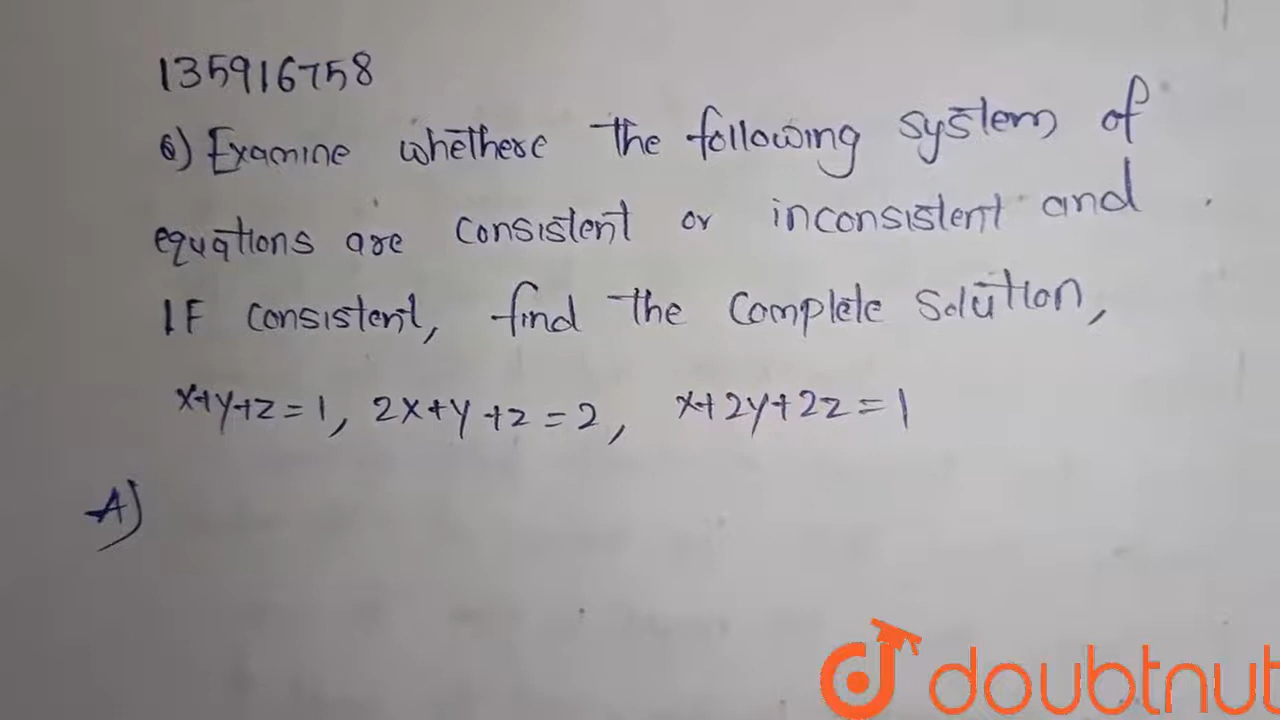 135916758
Q) Examine whethere the following system of
equations are consistent or inconsistent and
IF consistent, find the complete solution,
x+y+z=1, 2x+y+z=2, x+2y+2z=1
A)
doubtnut